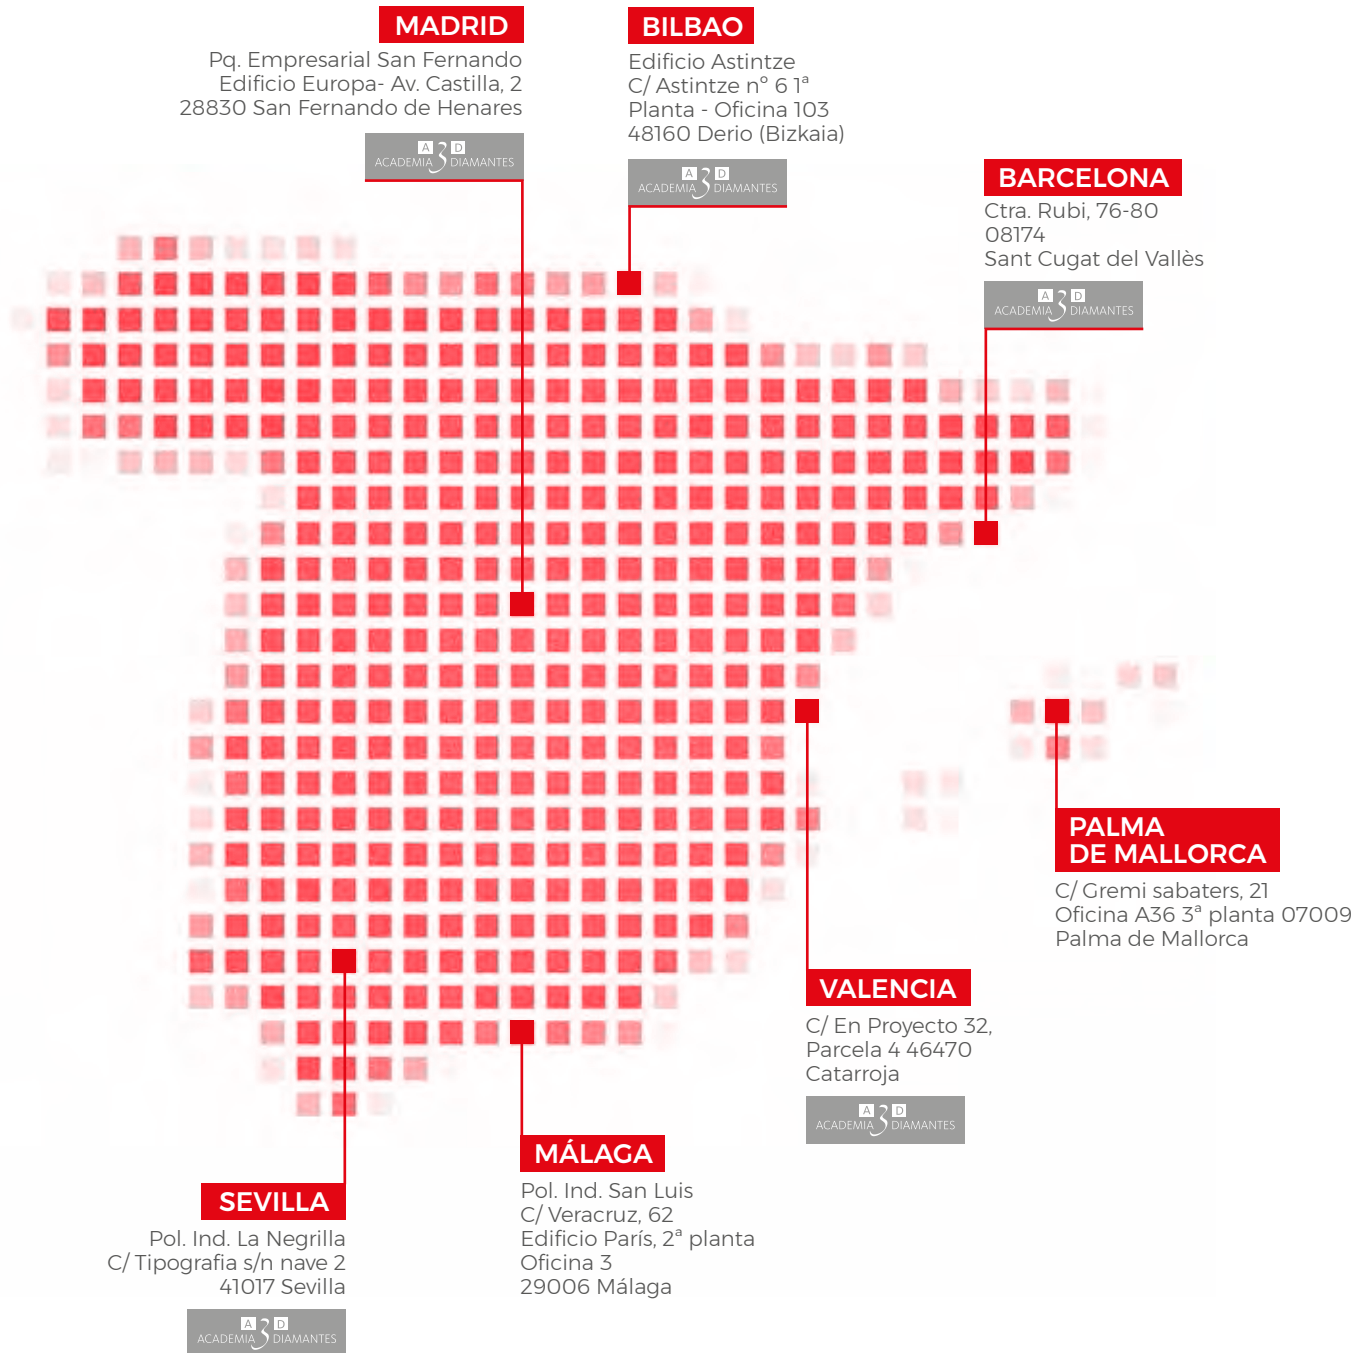 MADRID
Pq. Empresarial San Fernando
Edificio Europa- Av. Castilla, 2
28830 San Fernando de Henares
A 3 D
ACADEMIA DIAMANTES
BILBAO
Edificio Astintze
C/ Astintze nº 6 1ª
Planta - Oficina 103
48160 Derio (Bizkaia)
A 3 D
ACADEMIA DIAMANTES
BARCELONA
Ctra. Rubi, 76-80
08174
Sant Cugat del Vallès
A 3 D
ACADEMIA DIAMANTES
PALMA
DE MALLORCA
C/ Gremi sabaters, 21
Oficina A36 3ª planta 07009
Palma de Mallorca
VALENCIA
C/ En Proyecto 32,
Parcela 4 46470
Catarroja
A 3 D
ACADEMIA DIAMANTES
MÁLAGA
Pol. Ind. San Luis
C/ Veracruz, 62
Edificio París, 2ª planta
Oficina 3
29006 Málaga
SEVILLA
Pol. Ind. La Negrilla
C/ Tipografia s/n nave 2
41017 Sevilla
A 3 D
ACADEMIA DIAMANTES